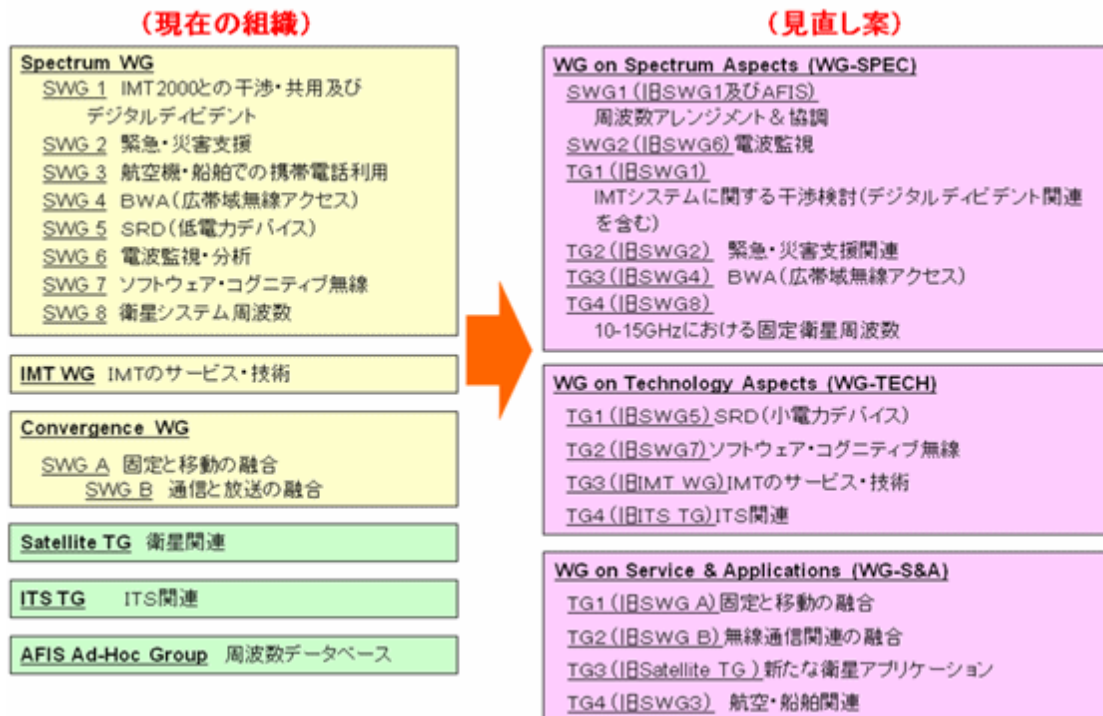 (現在の組織)
Spectrum WG
SWG 1 IMT2000との干渉・共用及び
デジタルディビデント
SWG 2 緊急・災害支援
SWG 3 航空機・船舶での携帯電話利用
SWG 4 BWA(広帯域無線アクセス)
SWG 5 SRD(低電力デバイス)
SWG 6 電波監視・分析
SWG 7 ソフトウェア・コグニティブ無線
SWG 8 衛星システム周波数
IMT WG IMTのサービス・技術
Convergence WG
SWG A 固定と移動の融合
SWG B 通信と放送の融合
Satellite TG 衛星関連
ITS TG ITS関連
AFIS Ad-Hoc Group 周波数データベース
(見直し案)
WG on Spectrum Aspects (WG-SPEC)
SWG1(旧SWG1及びAFIS)
周波数アレンジメント&協調
SWG2(旧SWG6)電波監視
TG1(旧SWG1)
IMTシステムに関する干渉検討(デジタルディビデント関連
を含む)
TG2(旧SWG2) 緊急・災害支援関連
TG3(旧SWG4) BWA(広帯域無線アクセス)
TG4(旧SWG8)
10-15GHzにおける固定衛星周波数
WG on Technology Aspects (WG-TECH)
TG1(旧SWG5)SRD(小電力デバイス)
TG2(旧SWG7)ソフトウェア・コグニティブ無線
TG3(旧IMT WG)IMTのサービス・技術
TG4(旧ITS TG)ITS関連
WG on Service & Applications (WG-S&A)
TG1(旧SWG A)固定と移動の融合
TG2(旧SWG B)無線通信関連の融合
TG3(旧Satellite TG )新たな衛星アプリケーション
TG4(旧SWG3) 航空・船舶関連